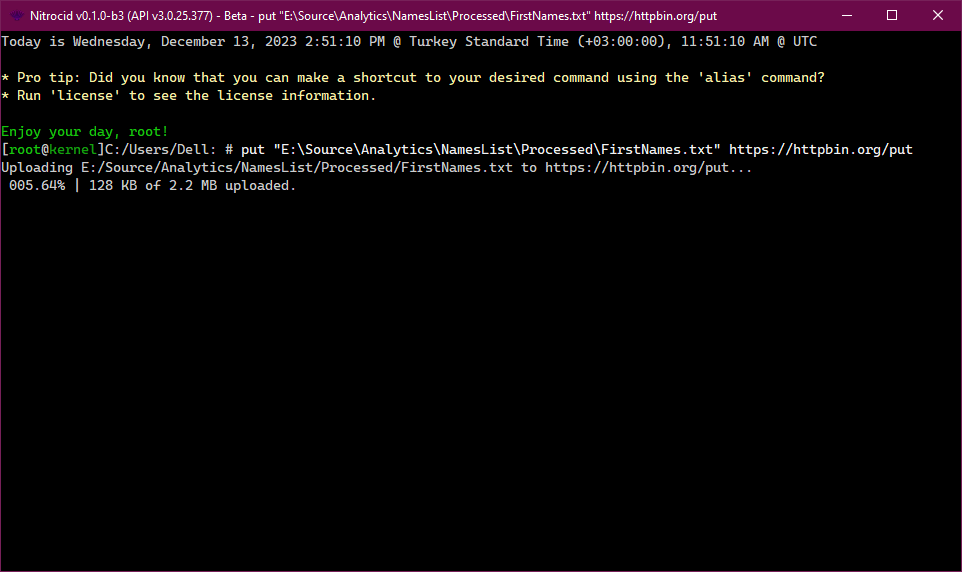 Nitrocid v0.1.0-b3 (API v3.0.25.377) - Beta - put "E:\Source\Analytics\NamesList\Processed\FirstNames.txt" https://httpbin.org/put
Today is Wednesday, December 13, 2023 2:51:10 PM @ Turkey Standard Time (+03:00:00), 11:51:10 AM @ UTC
* Pro tip: Did you know that you can make a shortcut to your desired command using the 'alias' command?
* Run 'license' to see the license information.
Enjoy your day, root!
[root@kernel]C:/Users/Dell: # put "E:\Source\Analytics\NamesList\Processed\FirstNames.txt" https://httpbin.org/put
Uploading E:/Source/Analytics/NamesList/Processed/FirstNames.txt to https://httpbin.org/put...
005.64% | 128 KB of 2.2 MB uploaded.